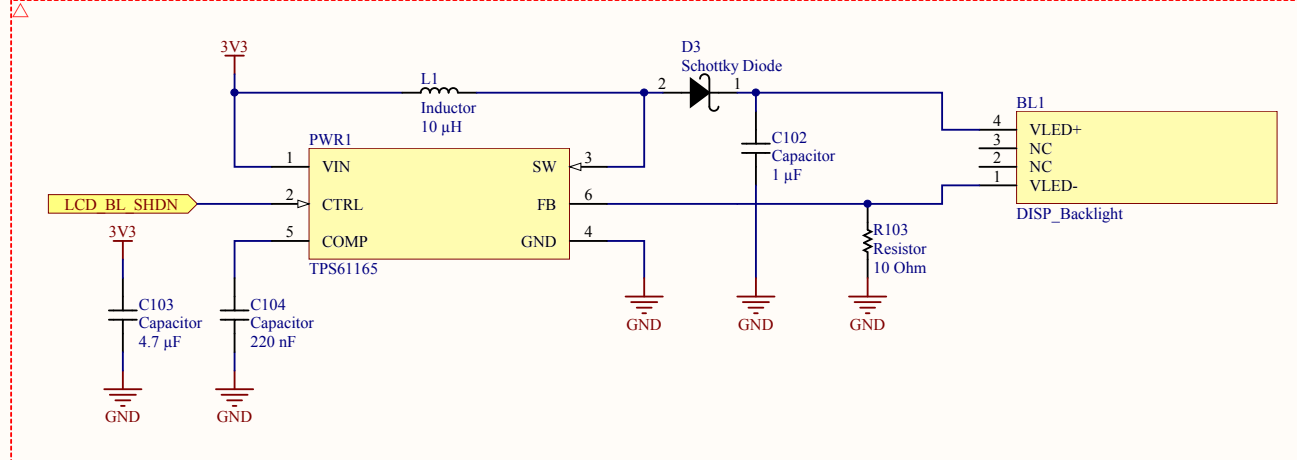 3V3
L1
Inductor
10 µH
2
D3
Schottky Diode
1
C102
Capacitor
1 µF
BL1
4
VLED+
3
NC
2
NC
1
VLED-
DISP_Backlight
PWR1
1
VIN
SW
3
LCD_BL_SHDN
2
CTRL
FB
6
5
COMP
GND
4
TPS61165
R103
Resistor
10 Ohm
3V3
C103
Capacitor
4.7 µF
C104
Capacitor
220 nF
GND
GND
GND
GND
GND